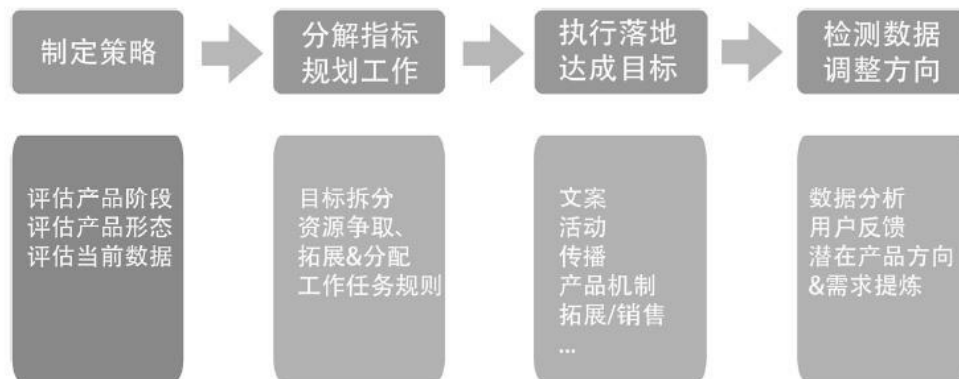 制定策略
分解指标
规划工作
执行落地
达成目标
检测数据
调整方向
评估产品阶段
评估产品形态
评估当前数据
目标拆分
资源争取、
拓展&分配
工作任务规则
文案
活动
传播
产品机制
拓展/销售
...
数据分析
用户反馈
潜在产品方向
&需求提炼